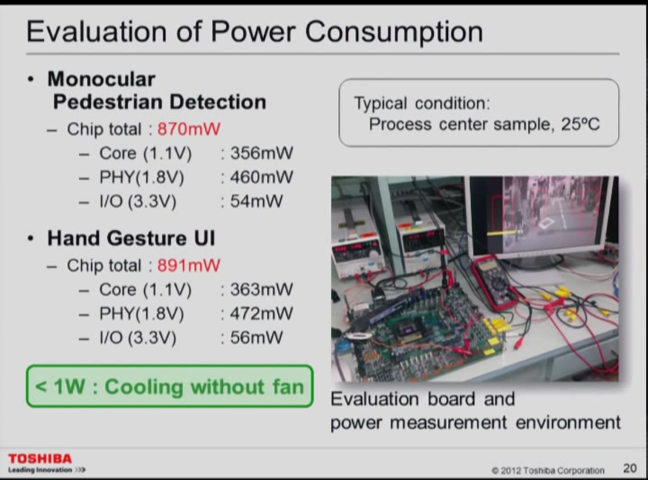 Evaluation of Power Consumption
• Monocular
Pedestrian Detection
– Chip total : 870mW
– Core (1.1V) : 356mW
– PHY(1.8V) : 460mW
– I/O (3.3V) : 54mW
• Hand Gesture UI
– Chip total : 891mW
– Core (1.1V) : 363mW
– PHY(1.8V) : 472mW
– I/O (3.3V) : 56mW
< 1W : Cooling without fan
Typical condition:
Process center sample, 25ºC
Evaluation board and
power measurement environment
TOSHIBA
Leading Innovation >>>
© 2012 Toshiba Corporation 20